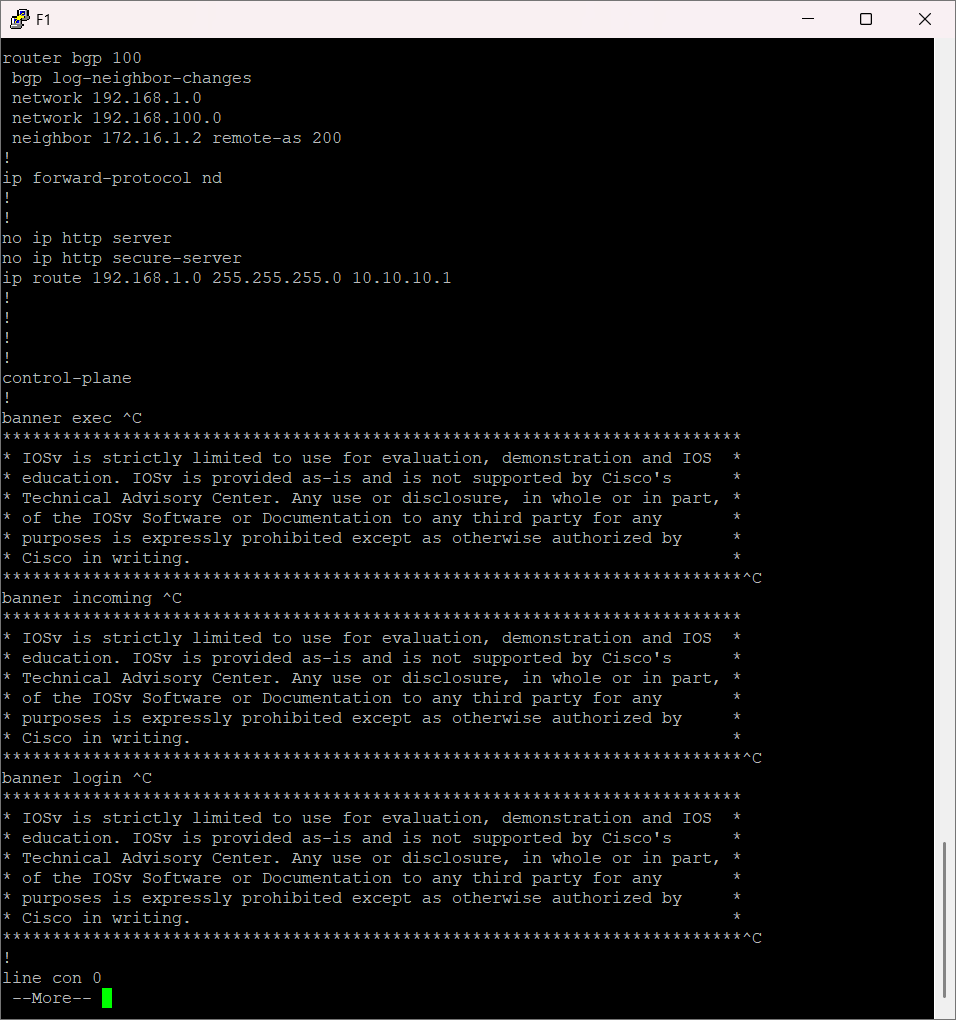 F1
router bgp 100
 bgp log-neighbor-changes
 network 192.168.1.0
 network 192.168.100.0
 neighbor 172.16.1.2 remote-as 200
!
ip forward-protocol nd
!
!
no ip http server
no ip http secure-server
ip route 192.168.1.0 255.255.255.0 10.10.10.1
!
!
!
!
control-plane
!
banner exec ^C
**************************************************************************
* IOSv is strictly limited to use for evaluation, demonstration and IOS  *
* education. IOSv is provided as-is and is not supported by Cisco's      *
* Technical Advisory Center. Any use or disclosure, in whole or in part, *
* of the IOSv Software or Documentation to any third party for any       *
* purposes is expressly prohibited except as otherwise authorized by     *
* Cisco in writing.                                                      *
**************************************************************************^C
banner incoming ^C
**************************************************************************
* IOSv is strictly limited to use for evaluation, demonstration and IOS  *
* education. IOSv is provided as-is and is not supported by Cisco's      *
* Technical Advisory Center. Any use or disclosure, in whole or in part, *
* of the IOSv Software or Documentation to any third party for any       *
* purposes is expressly prohibited except as otherwise authorized by     *
* Cisco in writing.                                                      *
**************************************************************************^C
banner login ^C
**************************************************************************
* IOSv is strictly limited to use for evaluation, demonstration and IOS  *
* education. IOSv is provided as-is and is not supported by Cisco's      *
* Technical Advisory Center. Any use or disclosure, in whole or in part, *
* of the IOSv Software or Documentation to any third party for any       *
* purposes is expressly prohibited except as otherwise authorized by     *
* Cisco in writing.                                                      *
**************************************************************************^C
!
line con 0
 --More--